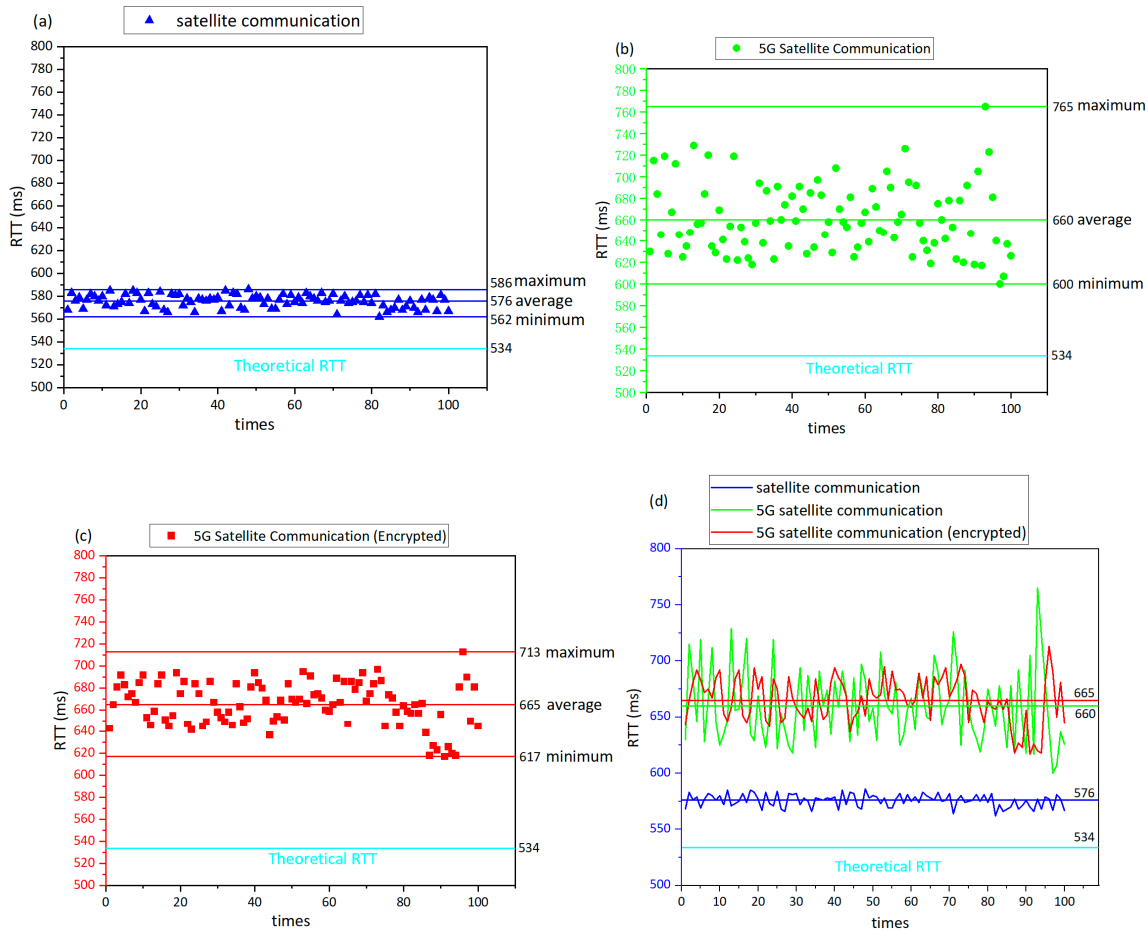 (a)
satellite communication
800
780
760
740
720
700
680
660
640
620
600
580
560
540
520
500
RTT (ms)
586 maximum
576 average
562 minimum
534
Theoretical RTT
0 20 40 60 80 100
times
(b)
5G Satellite Communication
800
780
760
740
720
700
680
660
640
620
600
580
560
540
520
500
RTT (ms)
765 maximum
660 average
600 minimum
534
Theoretical RTT
0 20 40 60 80 100
times
(c)
5G Satellite Communication (Encrypted)
800
780
760
740
720
700
680
660
640
620
600
580
560
540
520
500
RTT (ms)
713 maximum
665 average
617 minimum
534
Theoretical RTT
0 20 40 60 80 100
times
(d)
satellite communication
5G satellite communication
5G satellite communication (encrypted)
800
750
700
650
600
550
500
RTT (ms)
665
660
576
534
Theoretical RTT
0 10 20 30 40 50 60 70 80 90 100
times